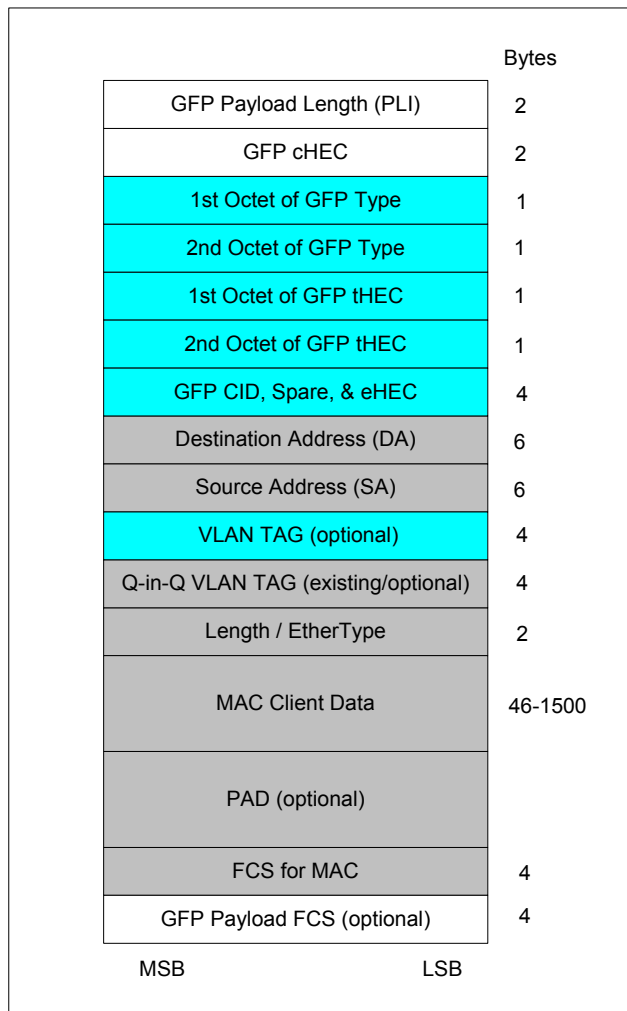 Bytes
GFP Payload Length (PLI) 2
GFP cHEC 2
1st Octet of GFP Type 1
2nd Octet of GFP Type 1
1st Octet of GFP tHEC 1
2nd Octet of GFP tHEC 1
GFP CID, Spare, & eHEC 4
Destination Address (DA) 6
Source Address (SA) 6
VLAN TAG (optional) 4
Q-in-Q VLAN TAG (existing/optional) 4
Length / EtherType 2
MAC Client Data 46-1500
PAD (optional)
FCS for MAC 4
GFP Payload FCS (optional) 4
MSB LSB